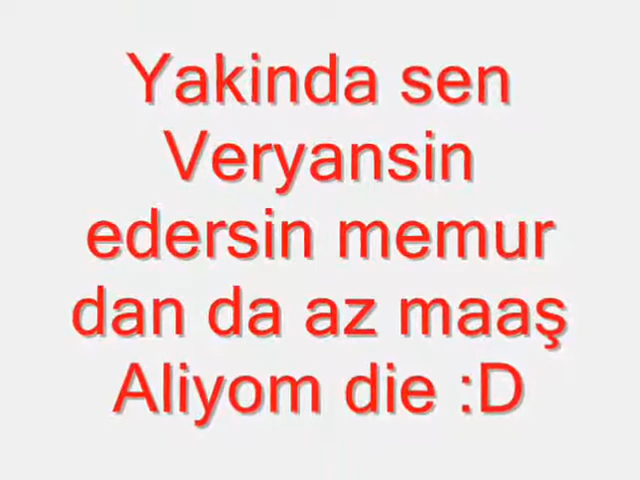 Yakinda sen
Veryansin
edersin memur
dan da az maaş
Aliyom die :D